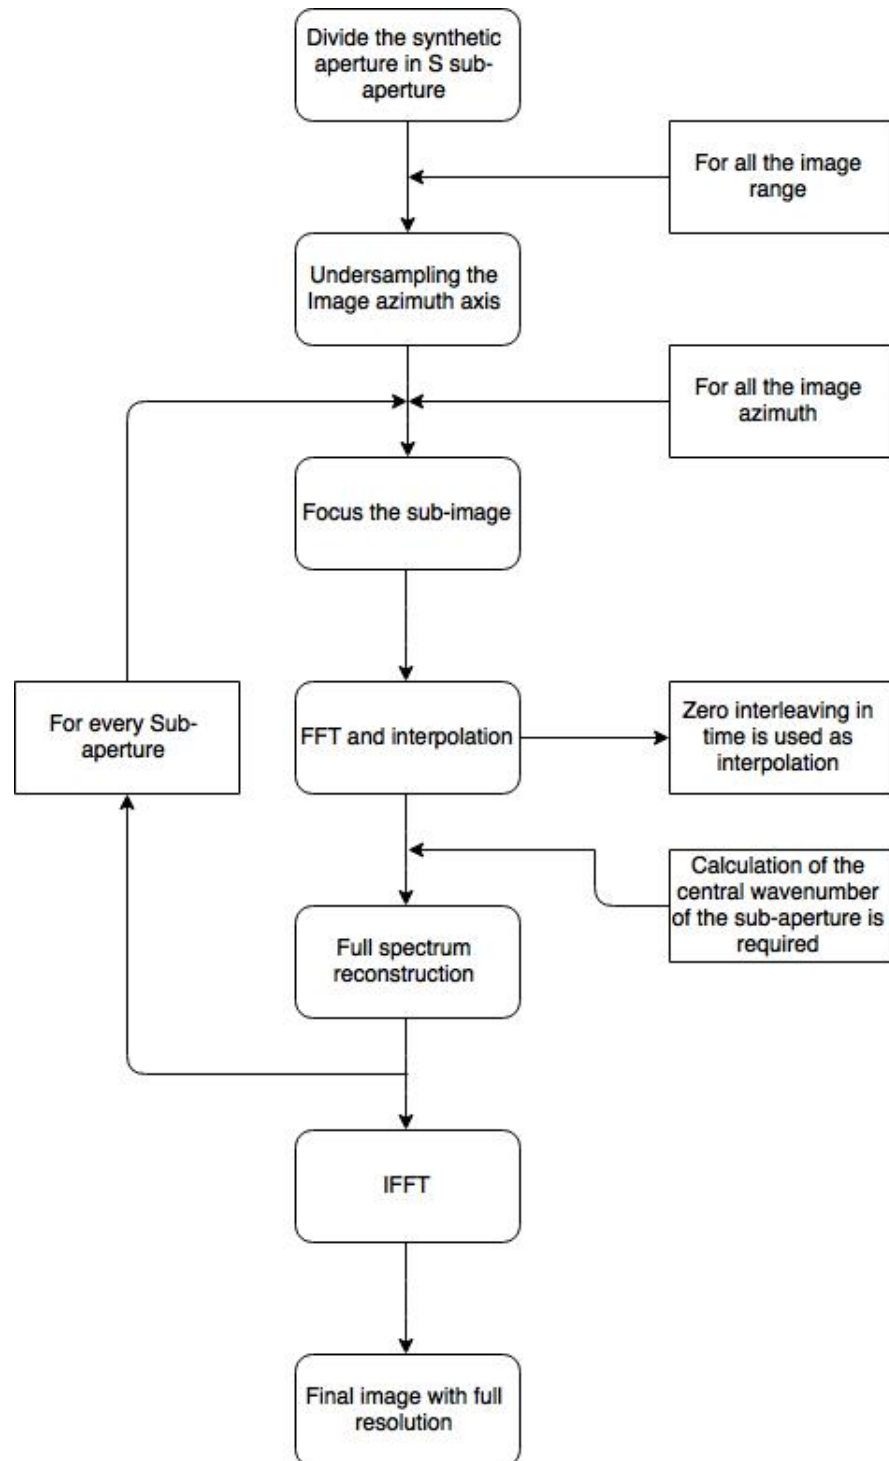 Divide the synthetic
aperture in S sub-
aperture
For all the image
range
Undersampling the
Image azimuth axis
For all the image
azimuth
Focus the sub-image
For every Sub-
aperture
FFT and interpolation
Zero interleaving in
time is used as
interpolation
Calculation of the
central wavenumber
of the sub-aperture is
required
Full spectrum
reconstruction
IFFT
Final image with full
resolution